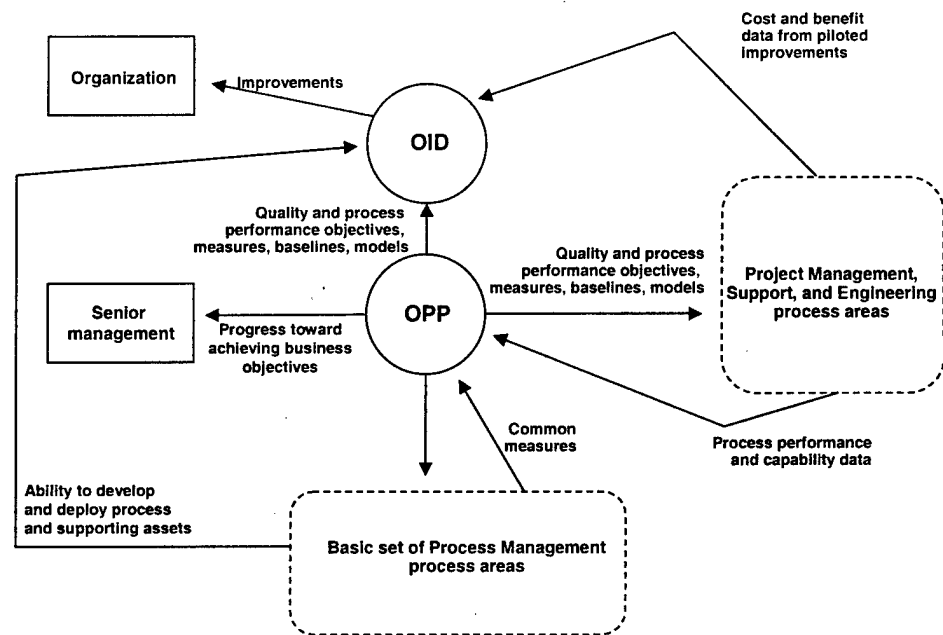 Cost and benefit
data from piloted
improvements
Organization
Improvements
OID
Quality and process
performance objectives,
measures, baselines, models
Quality and process
performance objectives,
measures, baselines, models
Project Management,
Support, and Engineering
process areas
Senior
management
OPP
Progress toward
achieving business
objectives
Common
measures
Process performance
and capability data
Ability to develop
and deploy process
and supporting assets
Basic set of Process Management
process areas